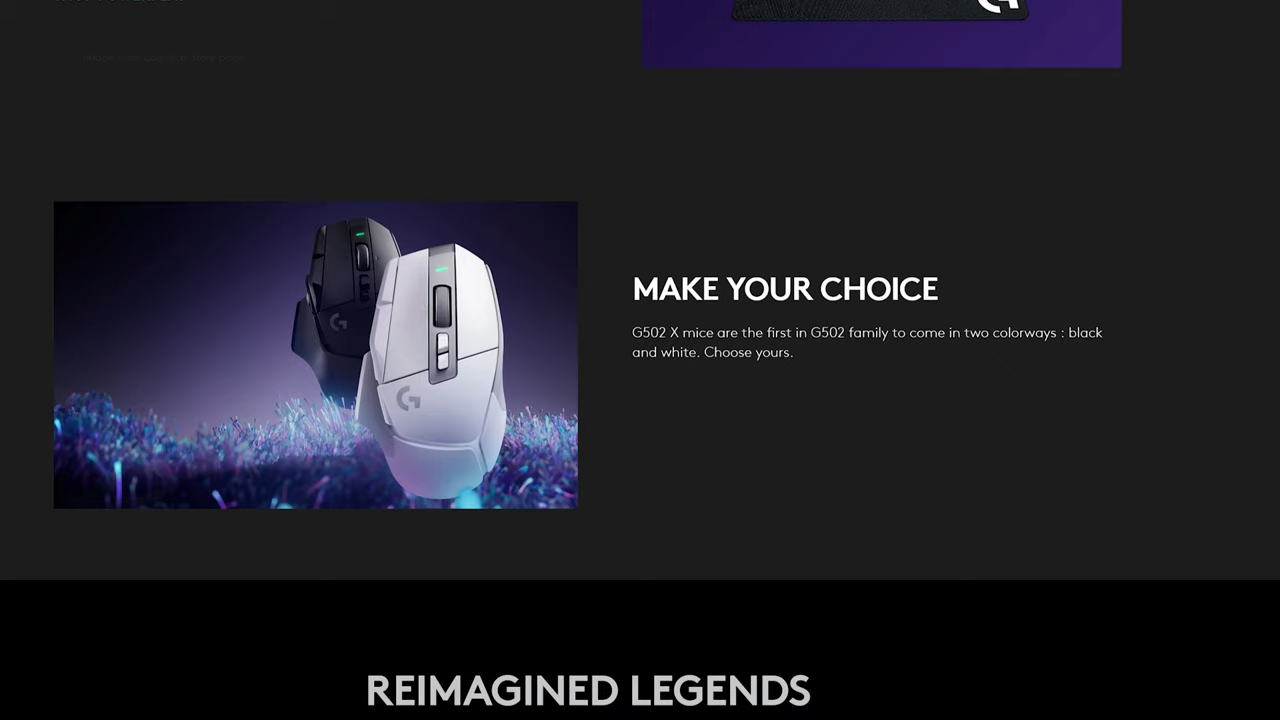 MAKE YOUR CHOICE
G502 X mice are the first in G502 family to come in two colorways : black
and white. Choose yours.
REIMAGINED LEGENDS